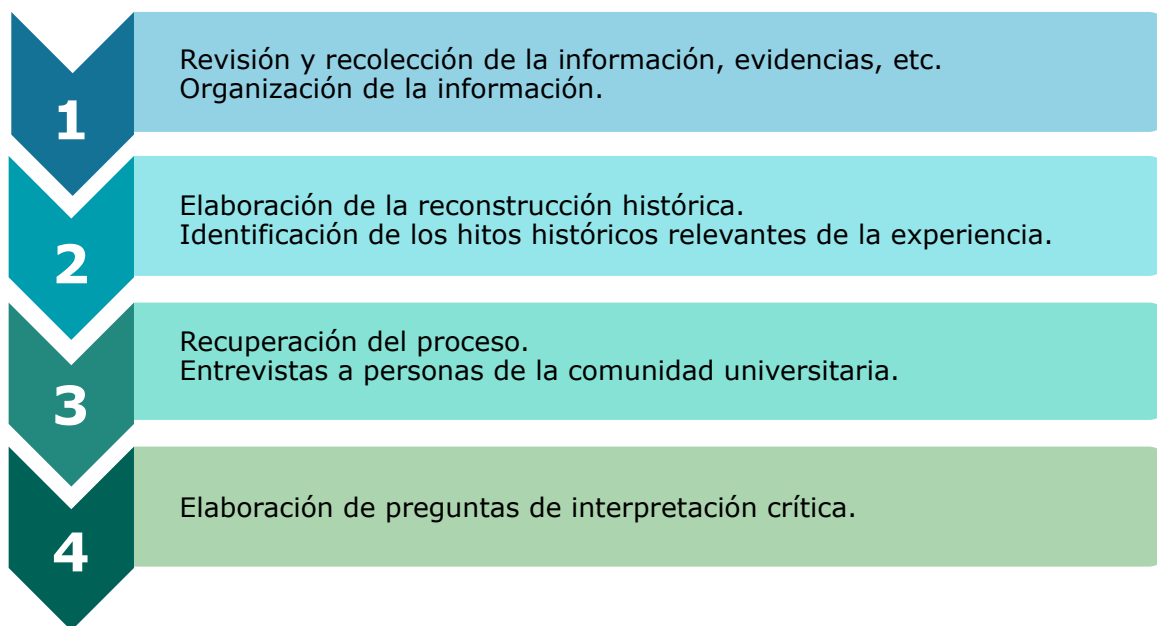 1
Revisión y recolección de la información, evidencias, etc.
Organización de la información.
2
Elaboración de la reconstrucción histórica.
Identificación de los hitos históricos relevantes de la experiencia.
3
Recuperación del proceso.
Entrevistas a personas de la comunidad universitaria.
4
Elaboración de preguntas de interpretación crítica.